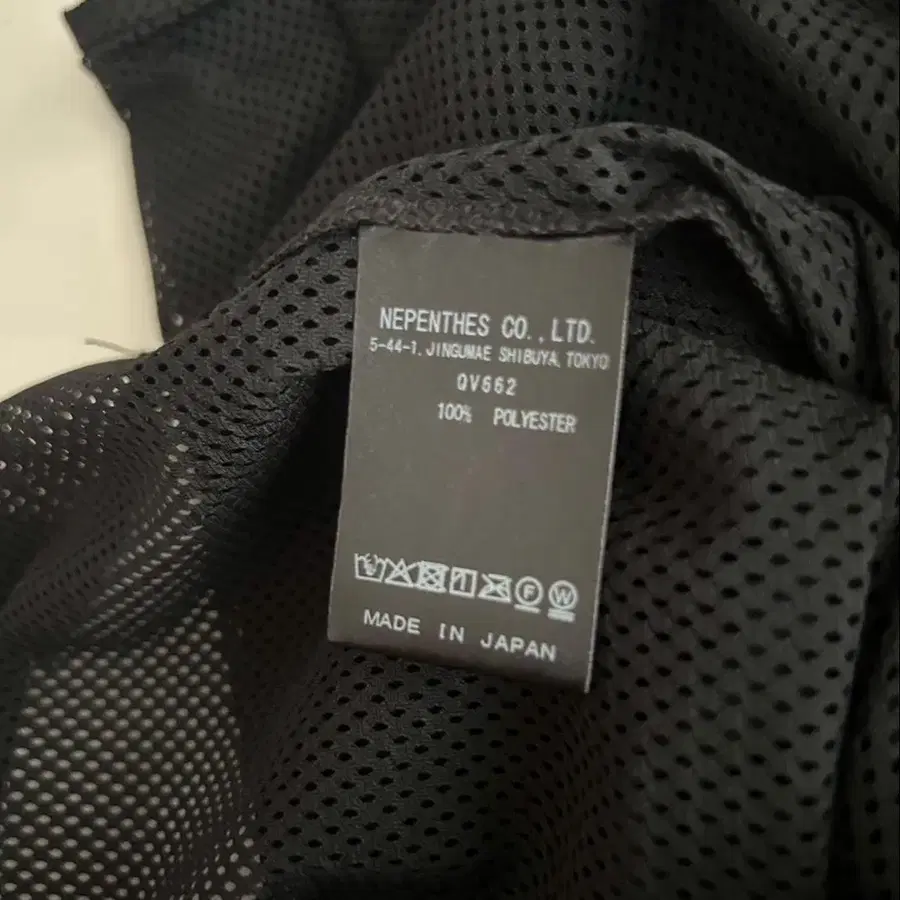 NEPENTHES CO.,LTD.
5-44-1, JINGUMAE SHIBUYA, TOKYO
QV662
100% POLYESTER
F W
MADE IN JAPAN